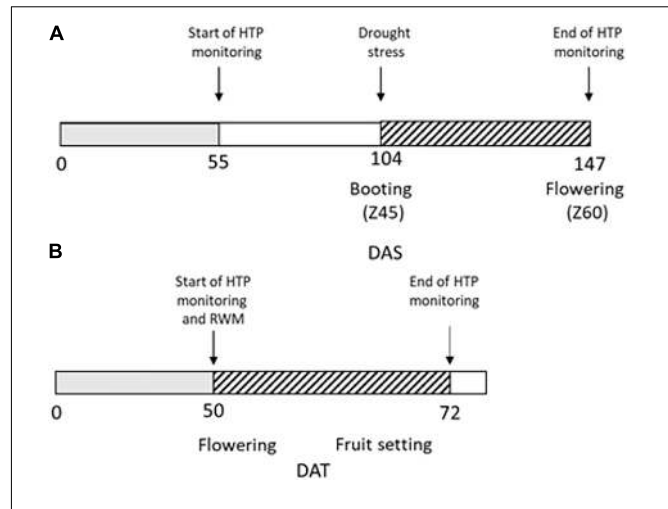 A
Start of HTP
monitoring
Drought
stress
End of HTP
monitoring
0
55
104
147
Booting
(Z45)
Flowering
(Z60)
DAS
B
Start of HTP
monitoring
and RWM
End of HTP
monitoring
0
50
72
Flowering
Fruit setting
DAT